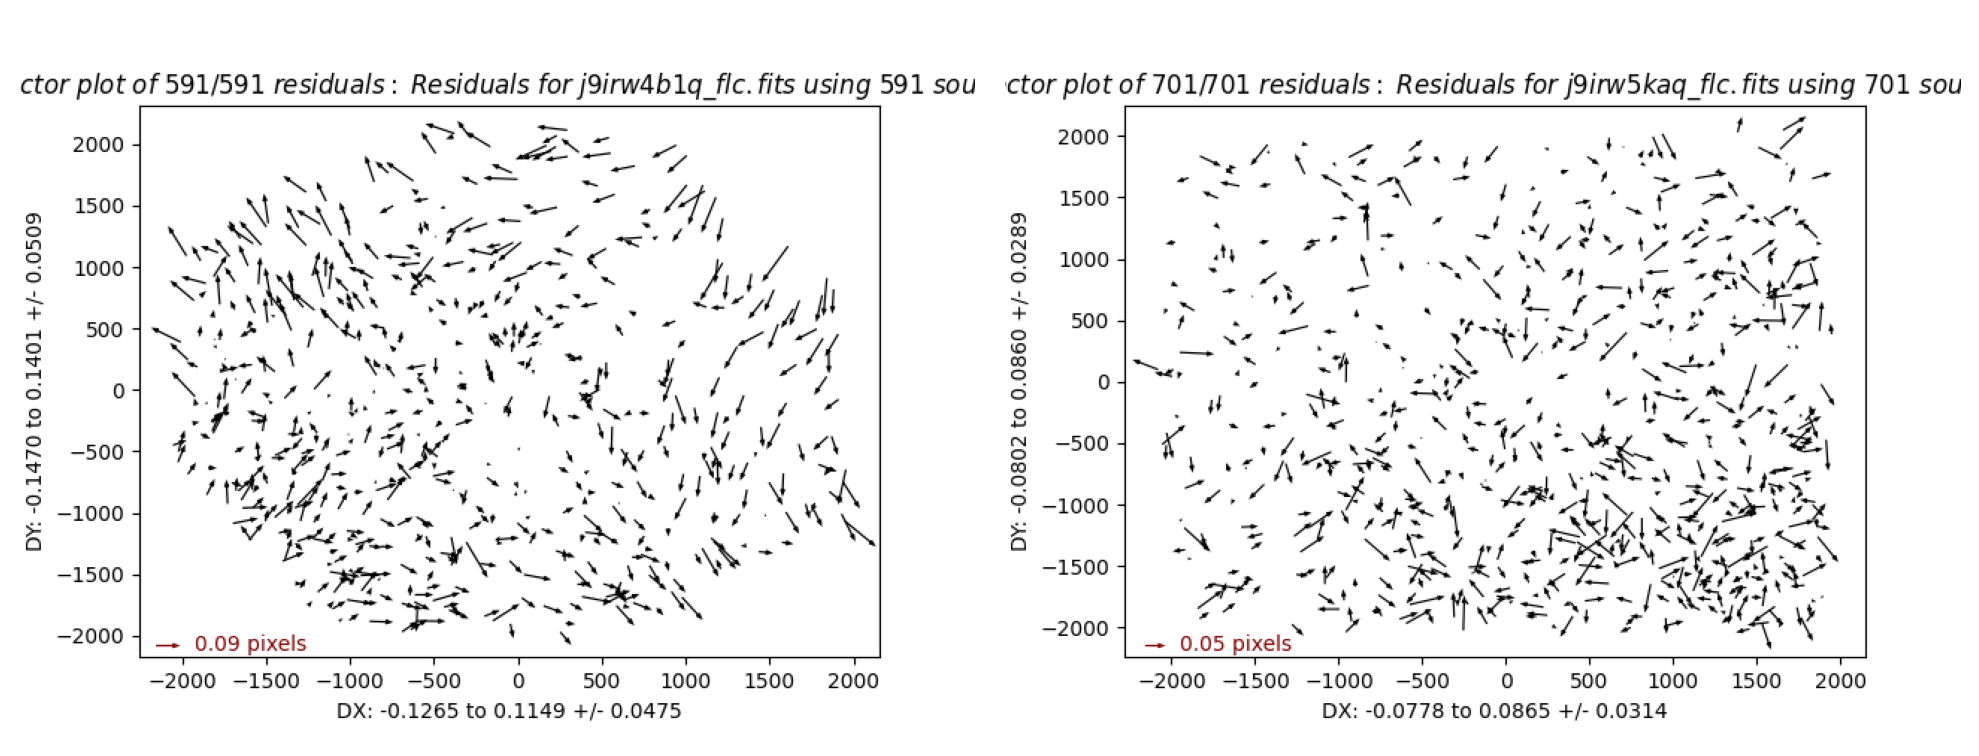 ctor plot of 591/591 residuals: Residuals for j9irw4b1q_flc.fits using 591 sou
DY: -0.1470 to 0.1401 +/- 0.0509
2000
1500
1000
500
0
−500
−1000
−1500
−2000
0.09 pixels
−2000 −1500 −1000 −500 0 500 1000 1500 2000
DX: -0.1265 to 0.1149 +/- 0.0475
ctor plot of 701/701 residuals: Residuals for j9irw5kaq_flc.fits using 701 sou
DY: -0.0802 to 0.0860 +/- 0.0289
2000
1500
1000
500
0
−500
−1000
−1500
−2000
0.05 pixels
−2000 −1500 −1000 −500 0 500 1000 1500 2000
DX: -0.0778 to 0.0865 +/- 0.0314